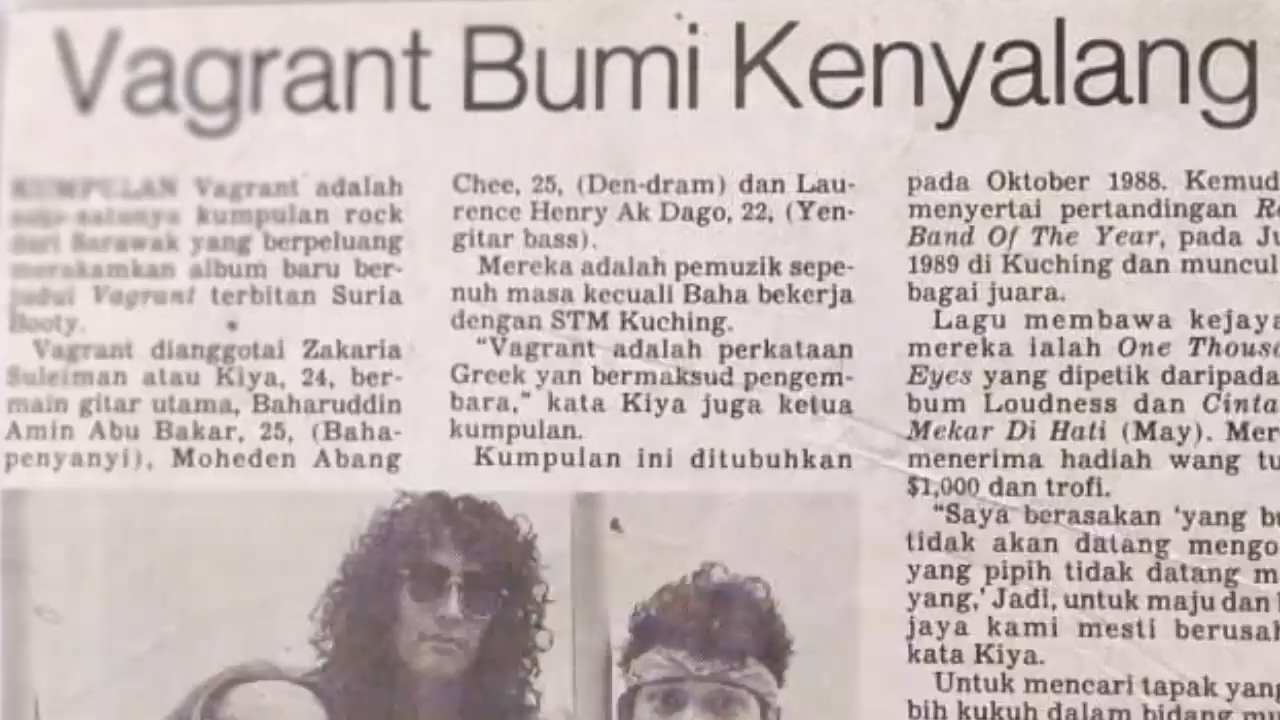 Vagrant Bumi Kenyalang
KUMPULAN Vagrant adalah
satu-satunya kumpulan rock
dari Sarawak yang berpeluang
merakamkan album baru ber-
judul Vagrant terbitan Suria
Booty.
Vagrant dianggotai Zakaria
Suleiman atau Kiya, 24, ber-
main gitar utama, Baharuddin
Amin Abu Bakar, 25, (Baha-
penyanyi), Moheden Abang
Chee, 25, (Den-dram) dan Lau-
rence Henry Ak Dago, 22, (Yen-
gitar bass).
Mereka adalah pemuzik sepe-
nuh masa kecuali Baha bekerja
dengan STM Kuching.
"Vagrant adalah perkataan
Greek yan bermaksud pengem-
bara," kata Kiya juga ketua
kumpulan.
Kumpulan ini ditubuhkan
pada Oktober 1988. Kemud
menyertai pertandingan R
Band Of The Year, pada Ju
1989 di Kuching dan muncul
bagai juara.
Lagu membawa kejaya
mereka ialah One Thousa
Eyes yang dipetik daripada
bum Loudness dan Cinta
Mekar Di Hati (May). Mer
menerima hadiah wang tu
$1,000 dan trofi.
"Saya berasakan 'yang bu
tidak akan datang mengo
yang pipih tidak datang m
yang,' Jadi, untuk maju dan
jaya kami mesti berusah
kata Kiya.
Untuk mencari tapak yang
bih kukuh dalam bidang mu